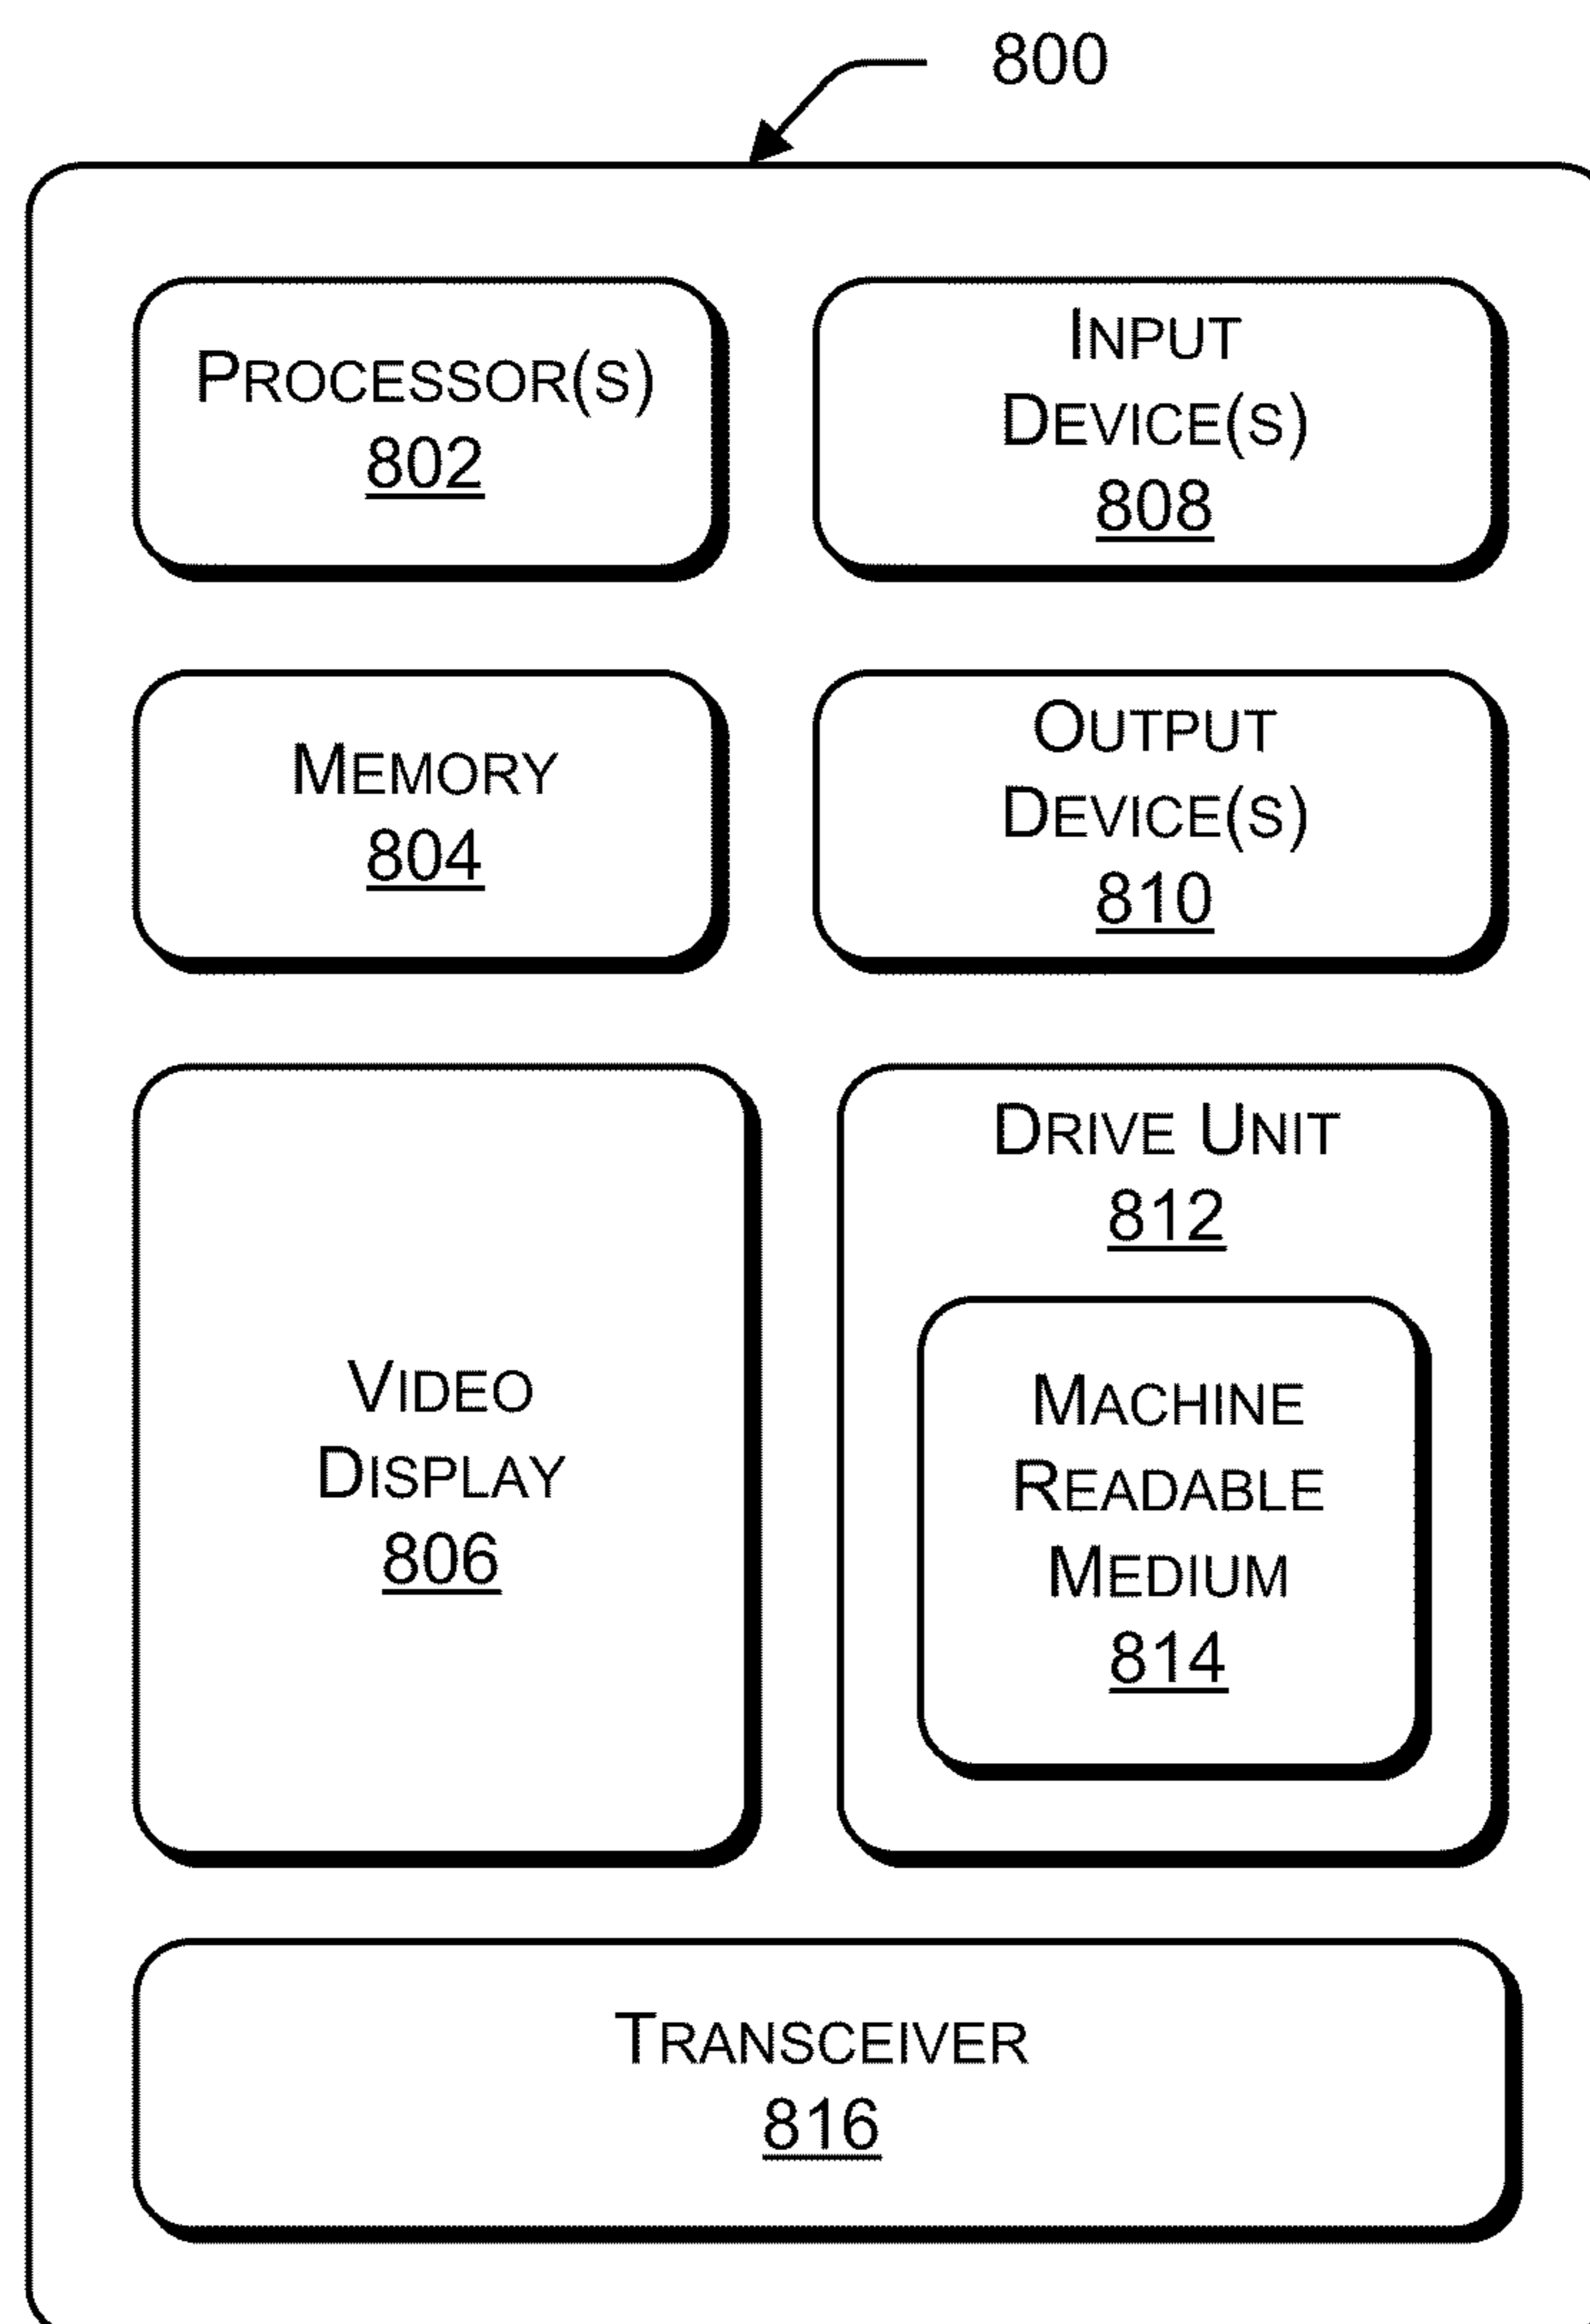 800
PROCESSOR(S)
802
INPUT
DEVICE(S)
808
MEMORY
804
OUTPUT
DEVICE(S)
810
VIDEO
DISPLAY
806
DRIVE UNIT
812
MACHINE
READABLE
MEDIUM
814
TRANSCEIVER
816